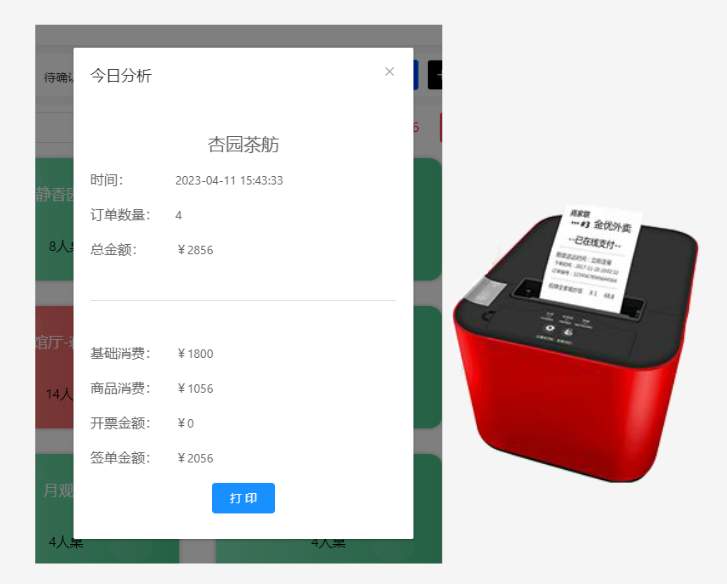 待确认
今日分析
杏园茶舫
时间： 2023-04-11 15:43:33
订单数量： 4
总金额： ￥2856
基础消费： ￥1800
商品消费： ￥1056
开票金额： ￥0
签单金额： ￥2056
打 印
静香
8人桌
6
馆厅-
14人
月观
4人桌
4人桌
商家联
#3 金优外卖
--已在线支付--